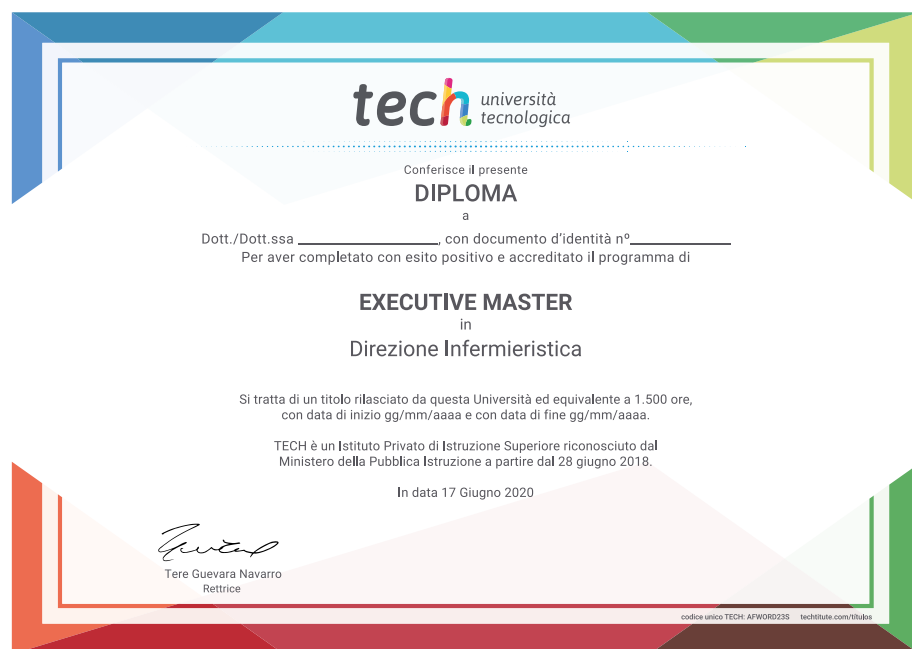 tech università
tecnologica
Conferisce il presente
DIPLOMA
a
Dott./Dott.ssa ____________________, con documento d'identità nº______________
Per aver completato con esito positivo e accreditato il programma di
EXECUTIVE MASTER
in
Direzione Infermieristica
Si tratta di un titolo rilasciato da questa Università ed equivalente a 1.500 ore,
con data di inizio gg/mm/aaaa e con data di fine gg/mm/aaaa.
TECH è un Istituto Privato di Istruzione Superiore riconosciuto dal
Ministero della Pubblica Istruzione a partire dal 28 giugno 2018.
In data 17 Giugno 2020
Tere Guevara Navarro
Rettrice
codice unico TECH: AFWORD23S techtitute.com/títulos